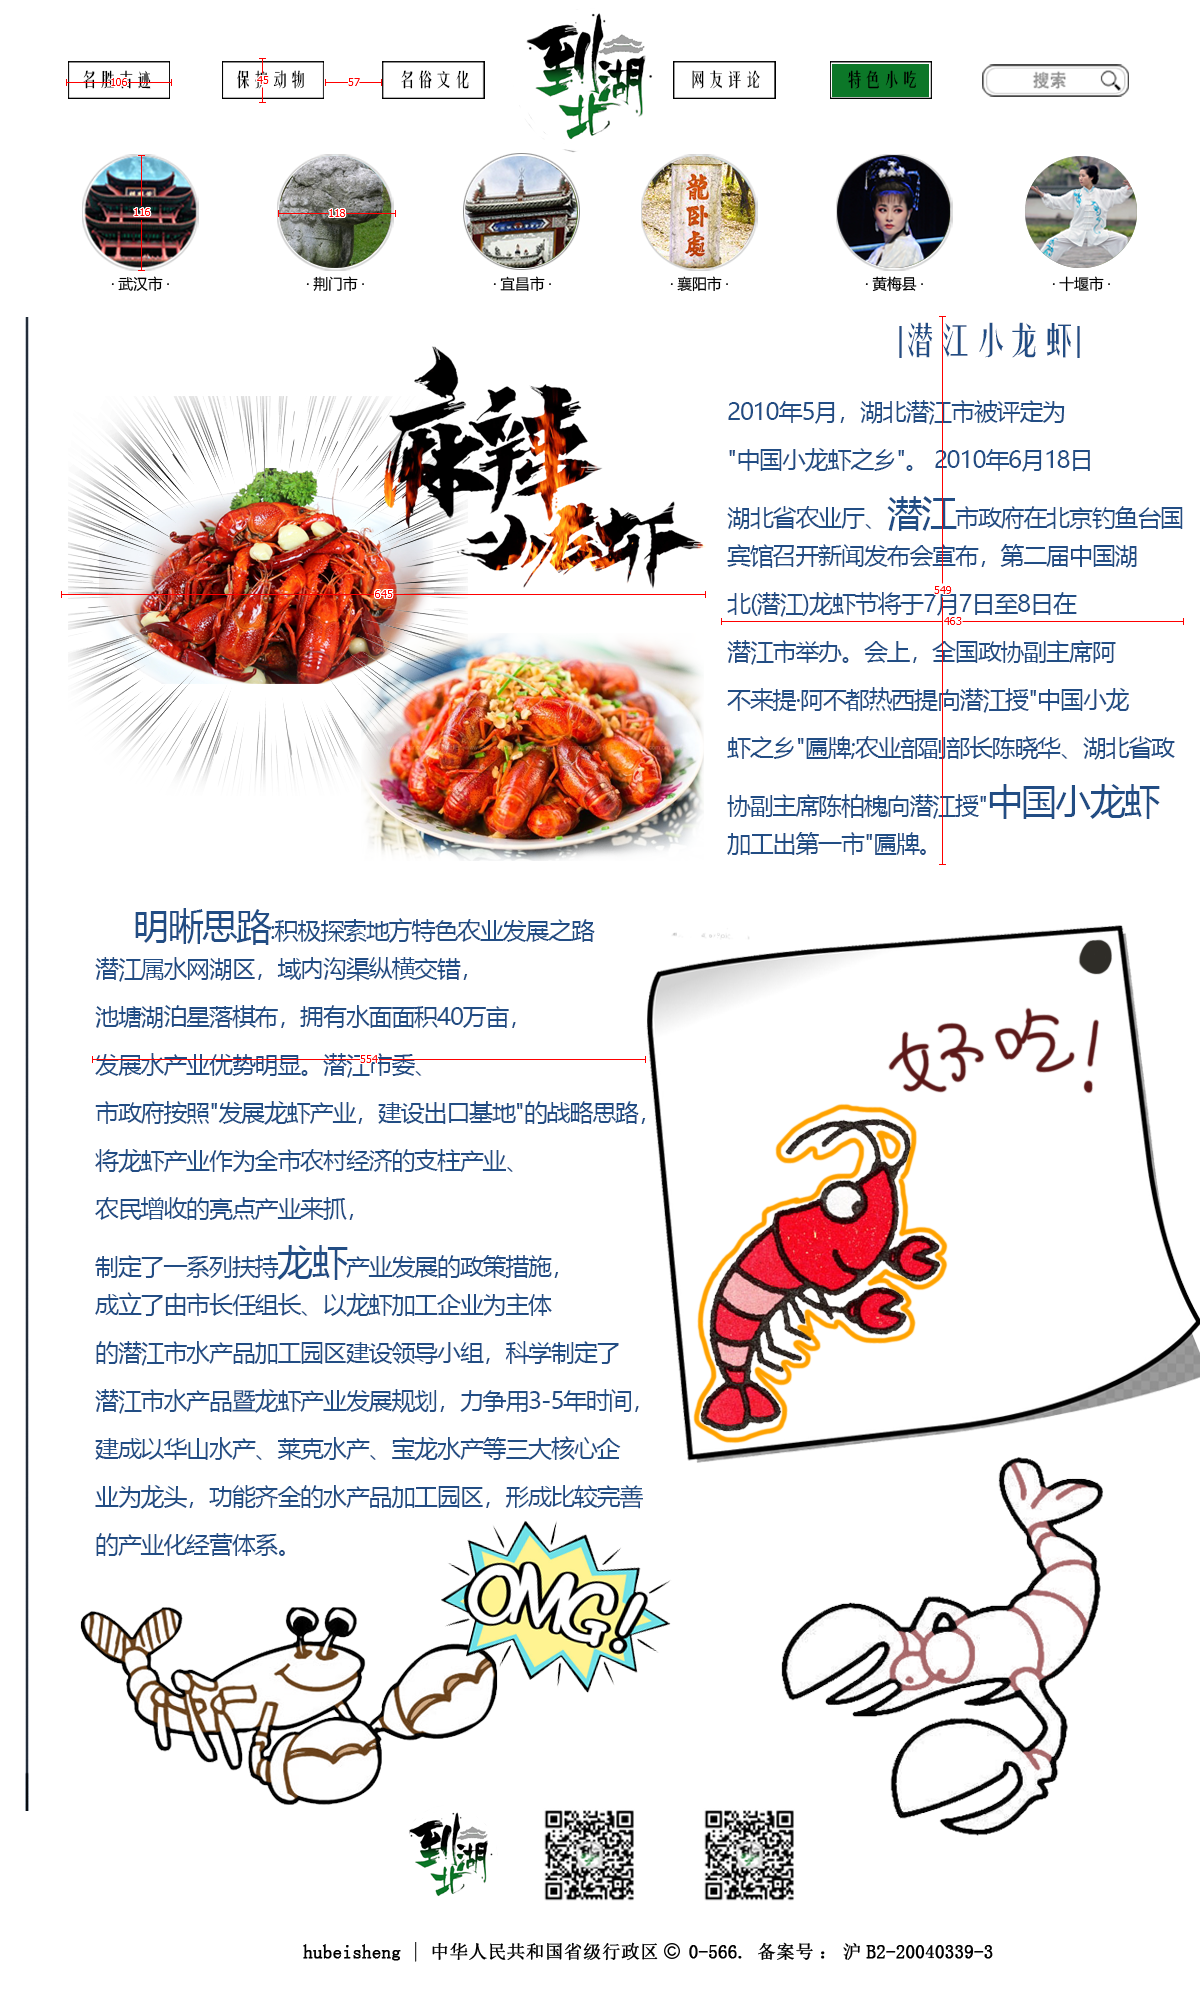 名胜古迹
106
保护动物
45
57
名俗文化
到湖北
网友评论
特色小吃
搜索
116
118
龍卧處
·武汉市·
·荆门市·
·宜昌市·
·襄阳市·
·黄梅县·
·十堰市·
|潜江小龙虾|
麻辣
小龙虾
645
2010年5月，湖北潜江市被评定为
"中国小龙虾之乡"。 2010年6月18日
湖北省农业厅、潜江市政府在北京钓鱼台国
宾馆召开新闻发布会宣布，第二届中国湖
549
北(潜江)龙虾节将于7月7日至8日在
463
潜江市举办。会上，全国政协副主席阿
不来提·阿不都热西提向潜江授"中国小龙
虾之乡"匾牌;农业部副部长陈晓华、湖北省政
协副主席陈柏槐向潜江授"中国小龙虾
加工出第一市"匾牌。
明晰思路:积极探索地方特色农业发展之路
潜江属水网湖区，域内沟渠纵横交错，
池塘湖泊星落棋布，拥有水面面积40万亩，
554
发展水产业优势明显。潜江市委、
市政府按照"发展龙虾产业，建设出口基地"的战略思路，
将龙虾产业作为全市农村经济的支柱产业、
农民增收的亮点产业来抓，
制定了一系列扶持龙虾产业发展的政策措施，
成立了由市长任组长、以龙虾加工企业为主体
的潜江市水产品加工园区建设领导小组，科学制定了
潜江市水产品暨龙虾产业发展规划，力争用3-5年时间，
建成以华山水产、莱克水产、宝龙水产等三大核心企
业为龙头，功能齐全的水产品加工园区，形成比较完善
的产业化经营体系。
好吃！
OMG!
到湖北
hubeisheng | 中华人民共和国省级行政区© 0-566. 备案号： 沪B2-20040339-3